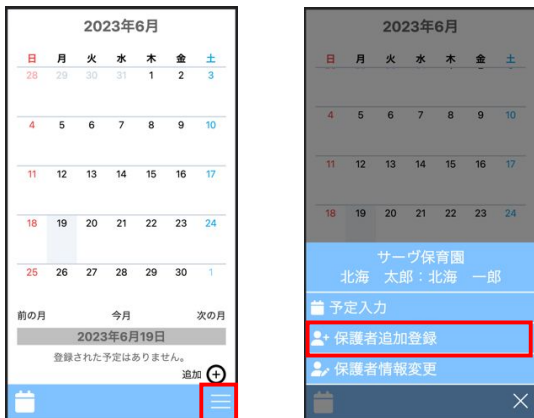 2023年6月
日 月 火 水 木 金 土
28 29 30 31 1 2 3
4 5 6 7 8 9 10
11 12 13 14 15 16 17
18 19 20 21 22 23 24
25 26 27 28 29 30 1
前の月 今月 次の月
2023年6月19日
登録された予定はありません。
追加
2023年6月
日 月 火 水 木 金 土
4 5 6 7 8 9 10
11 12 13 14 15 16 17
18 19 20 21 22 23 24
サーヴ保育園
北海 太郎：北海 一郎
予定入力
保護者追加登録
保護者情報変更